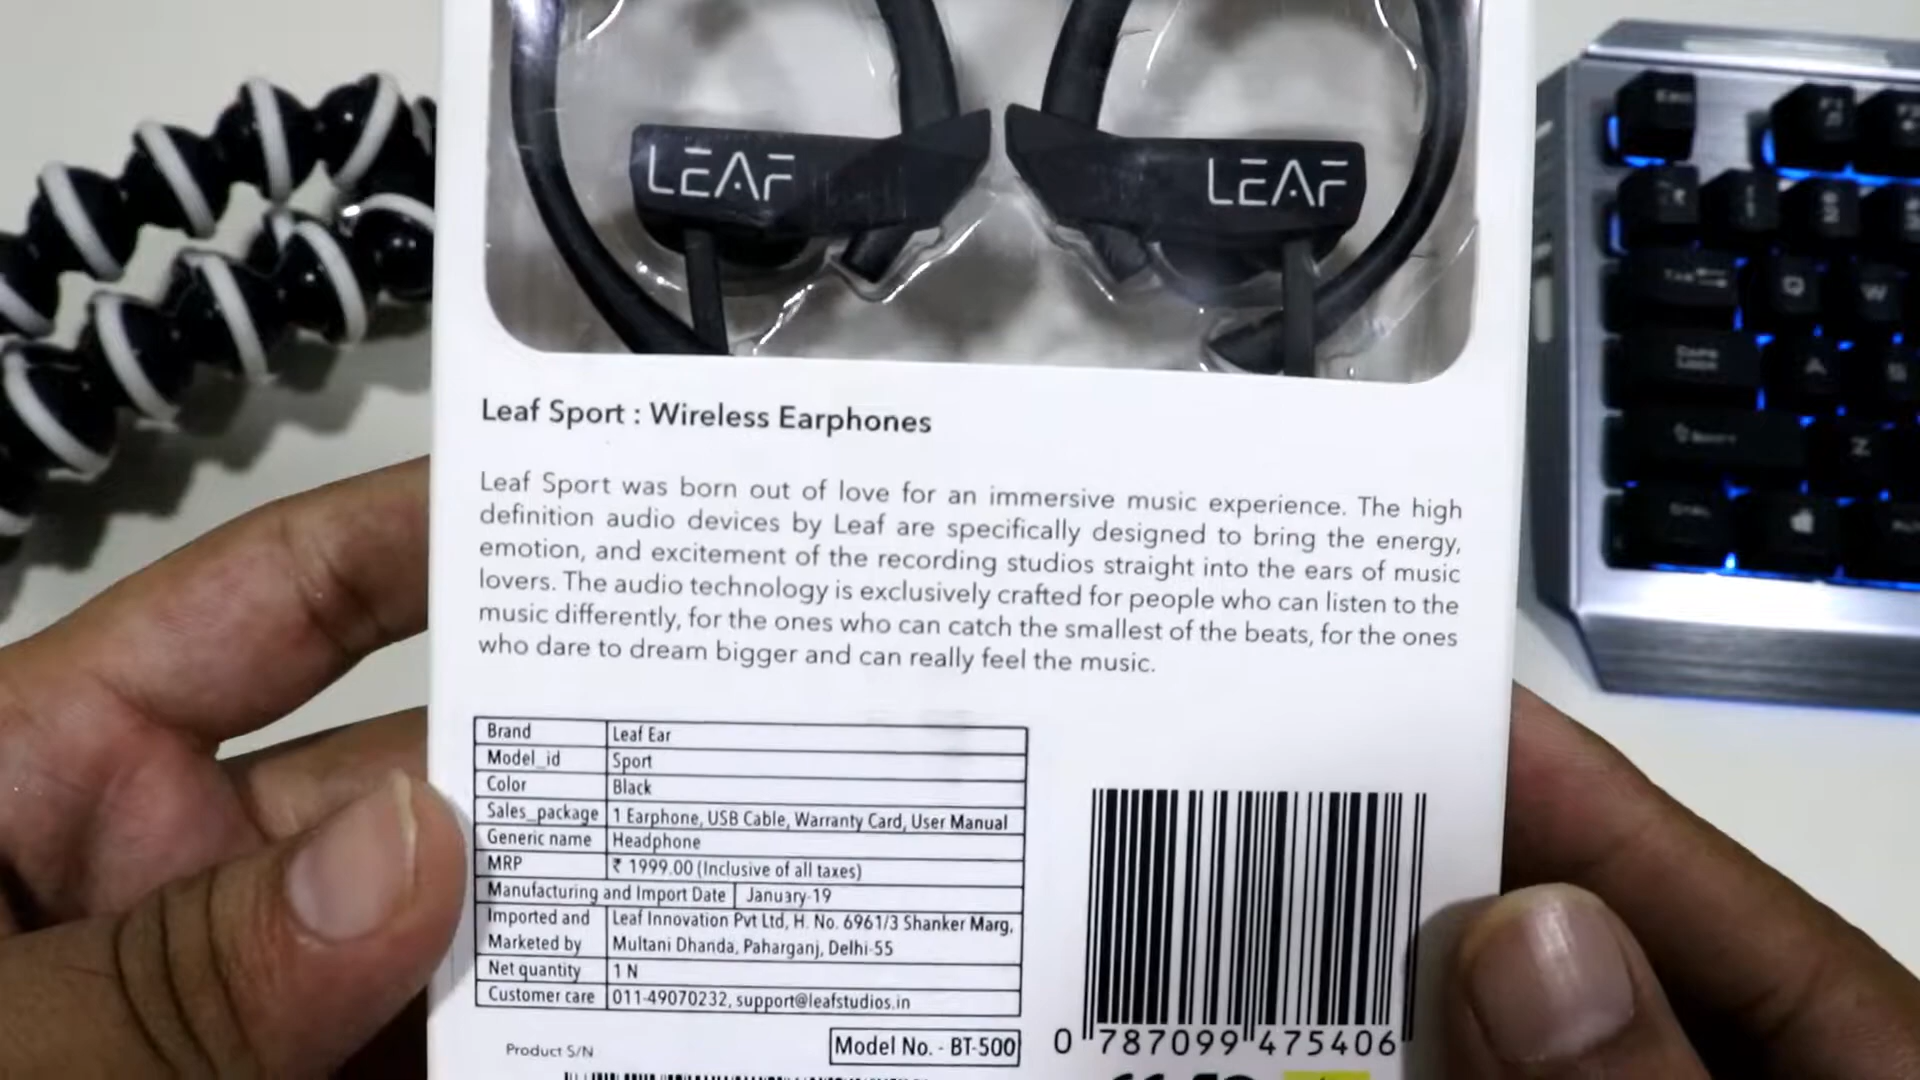 LEAF LEAF
Leaf Sport : Wireless Earphones
Leaf Sport was born out of love for an immersive music experience. The high
definition audio devices by Leaf are specifically designed to bring the energy,
emotion, and excitement of the recording studios straight into the ears of music
lovers. The audio technology is exclusively crafted for people who can listen to the
music differently, for the ones who can catch the smallest of the beats, for the ones
who dare to dream bigger and can really feel the music.
Brand Leaf Ear
Model_id Sport
Color Black
Sales_package 1 Earphone, USB Cable, Warranty Card, User Manual
Generic name Headphone
MRP ₹ 1999.00 (Inclusive of all taxes)
Manufacturing and Import Date January-19
Imported and Leaf Innovation Pvt Ltd, H. No. 6961/3 Shanker Marg,
Marketed by Multani Dhanda, Paharganj, Delhi-55
Net quantity 1 N
Customer care 011-49070232, support@leafstudios.in
Product S/N
Model No. - BT-500
0 787099 475406
Esc F1
Q W
Caps Lock A S
Shift Z